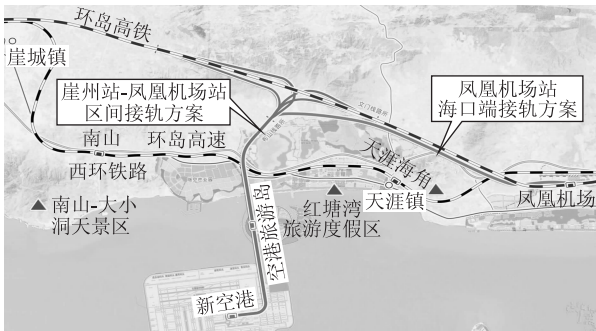 环岛高铁
崖城镇
崖州站-凤凰机场站
区间接轨方案
凤凰机场站
海口端接轨方案
南山
环岛高速
西环铁路
天涯海角
南山-大小
洞天景区
红塘湾
旅游度假区
天涯镇
凤凰机场
空港旅游岛
新空港